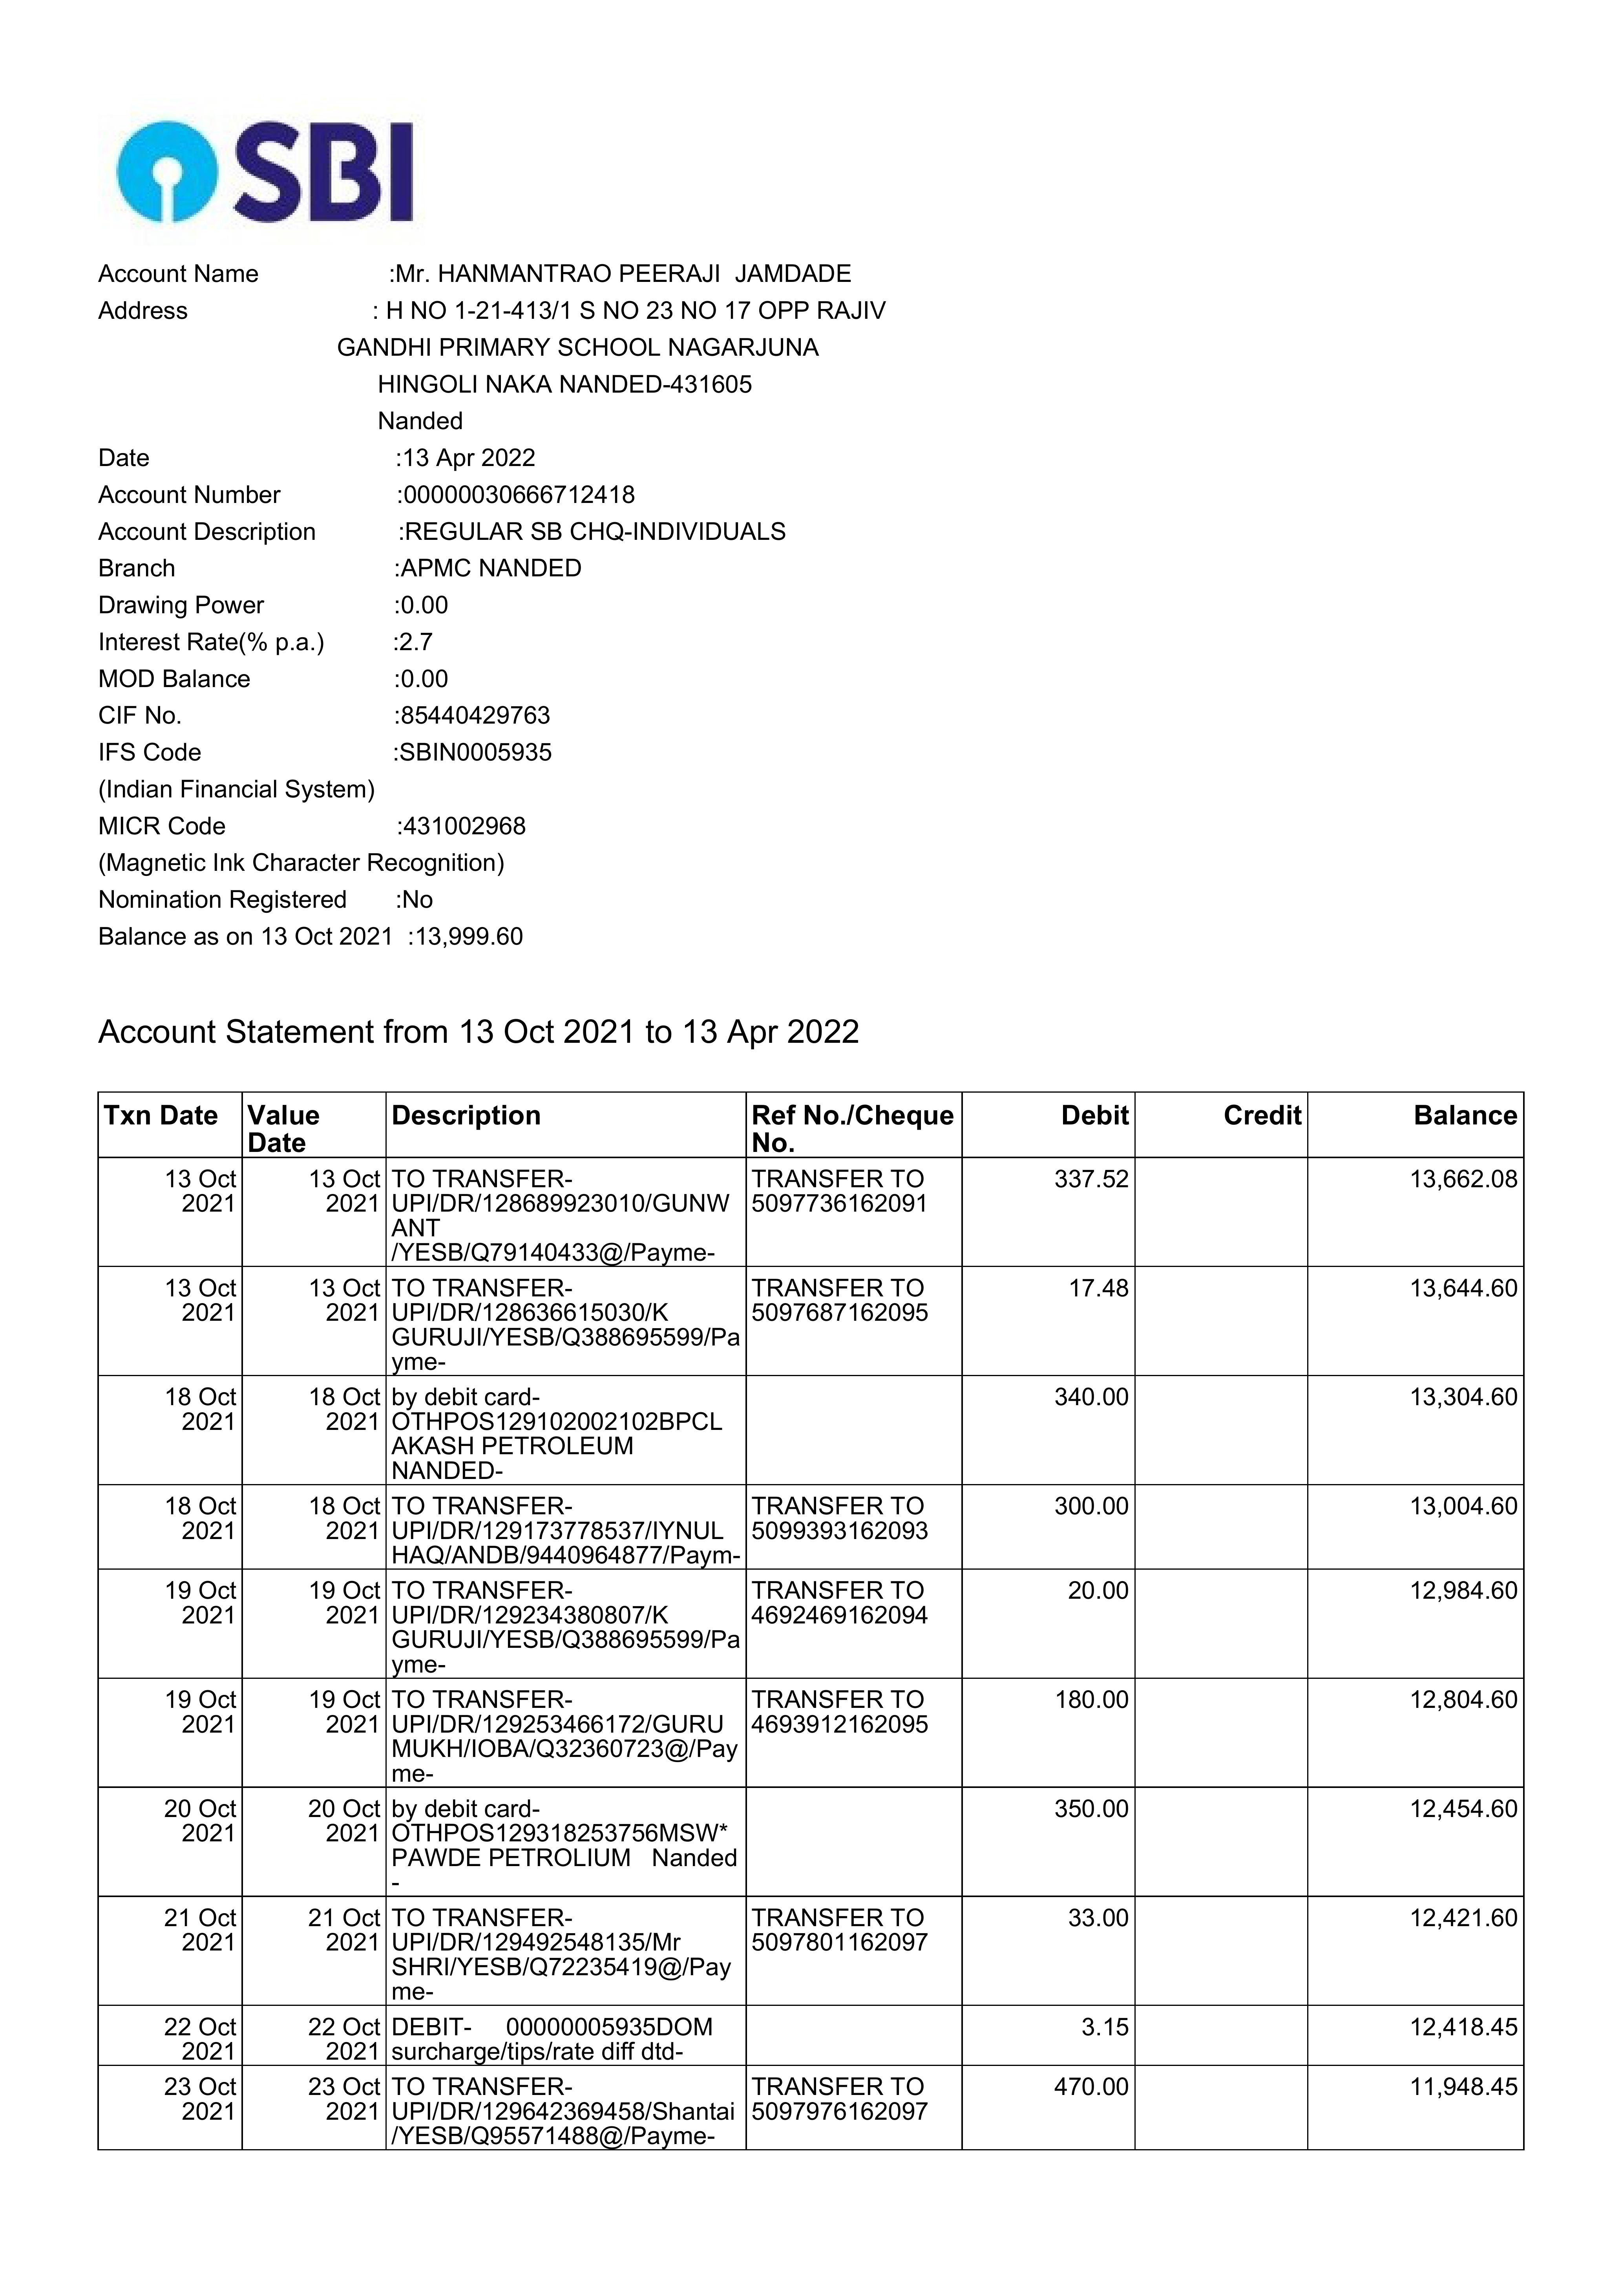 SBI
Account Name :Mr. HANMANTRAO PEERAJI  JAMDADE
Address : H NO 1-21-413/1 S NO 23 NO 17 OPP RAJIV
GANDHI PRIMARY SCHOOL NAGARJUNA
HINGOLI NAKA NANDED-431605
Nanded
Date :13 Apr 2022
Account Number :00000030666712418
Account Description :REGULAR SB CHQ-INDIVIDUALS
Branch :APMC NANDED
Drawing Power :0.00
Interest Rate(% p.a.) :2.7
MOD Balance :0.00
CIF No. :85440429763
IFS Code :SBIN0005935
(Indian Financial System)
MICR Code :431002968
(Magnetic Ink Character Recognition)
Nomination Registered :No
Balance as on 13 Oct 2021 :13,999.60
Account Statement from 13 Oct 2021 to 13 Apr 2022
Txn Date Value Description Ref No./Cheque Debit Credit Balance
Date No.
13 Oct 13 Oct TO TRANSFER- TRANSFER TO 337.52 13,662.08
2021 2021 UPI/DR/128689923010/GUNW 5097736162091
ANT
/YESB/Q79140433@/Payme-
13 Oct 13 Oct TO TRANSFER- TRANSFER TO 17.48 13,644.60
2021 2021 UPI/DR/128636615030/K 5097687162095
GURUJI/YESB/Q388695599/Pa
yme-
18 Oct 18 Oct by debit card- 340.00 13,304.60
2021 2021 OTHPOS129102002102BPCL
AKASH PETROLEUM
NANDED-
18 Oct 18 Oct TO TRANSFER- TRANSFER TO 300.00 13,004.60
2021 2021 UPI/DR/129173778537/IYNUL 5099393162093
HAQ/ANDB/9440964877/Paym-
19 Oct 19 Oct TO TRANSFER- TRANSFER TO 20.00 12,984.60
2021 2021 UPI/DR/129234380807/K 4692469162094
GURUJI/YESB/Q388695599/Pa
yme-
19 Oct 19 Oct TO TRANSFER- TRANSFER TO 180.00 12,804.60
2021 2021 UPI/DR/129253466172/GURU 4693912162095
MUKH/IOBA/Q32360723@/Pay
me-
20 Oct 20 Oct by debit card- 350.00 12,454.60
2021 2021 OTHPOS129318253756MSW*
PAWDE PETROLIUM   Nanded
-
21 Oct 21 Oct TO TRANSFER- TRANSFER TO 33.00 12,421.60
2021 2021 UPI/DR/129492548135/Mr 5097801162097
SHRI/YESB/Q72235419@/Pay
me-
22 Oct 22 Oct DEBIT-     00000005935DOM 3.15 12,418.45
2021 2021 surcharge/tips/rate diff dtd-
23 Oct 23 Oct TO TRANSFER- TRANSFER TO 470.00 11,948.45
2021 2021 UPI/DR/129642369458/Shantai 5097976162097
/YESB/Q95571488@/Payme-